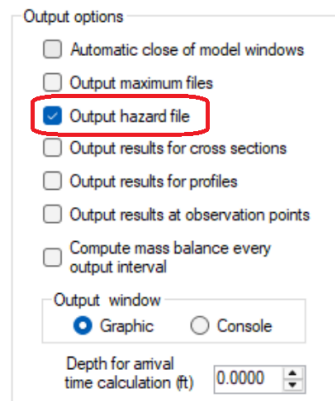 Output options
Automatic close of model windows
Output maximum files
Output hazard file
Output results for cross sections
Output results for profiles
Output results at observation points
Compute mass balance every
output interval
Output window
Graphic
Console
Depth for arrival
time calculation (ft)
0.0000